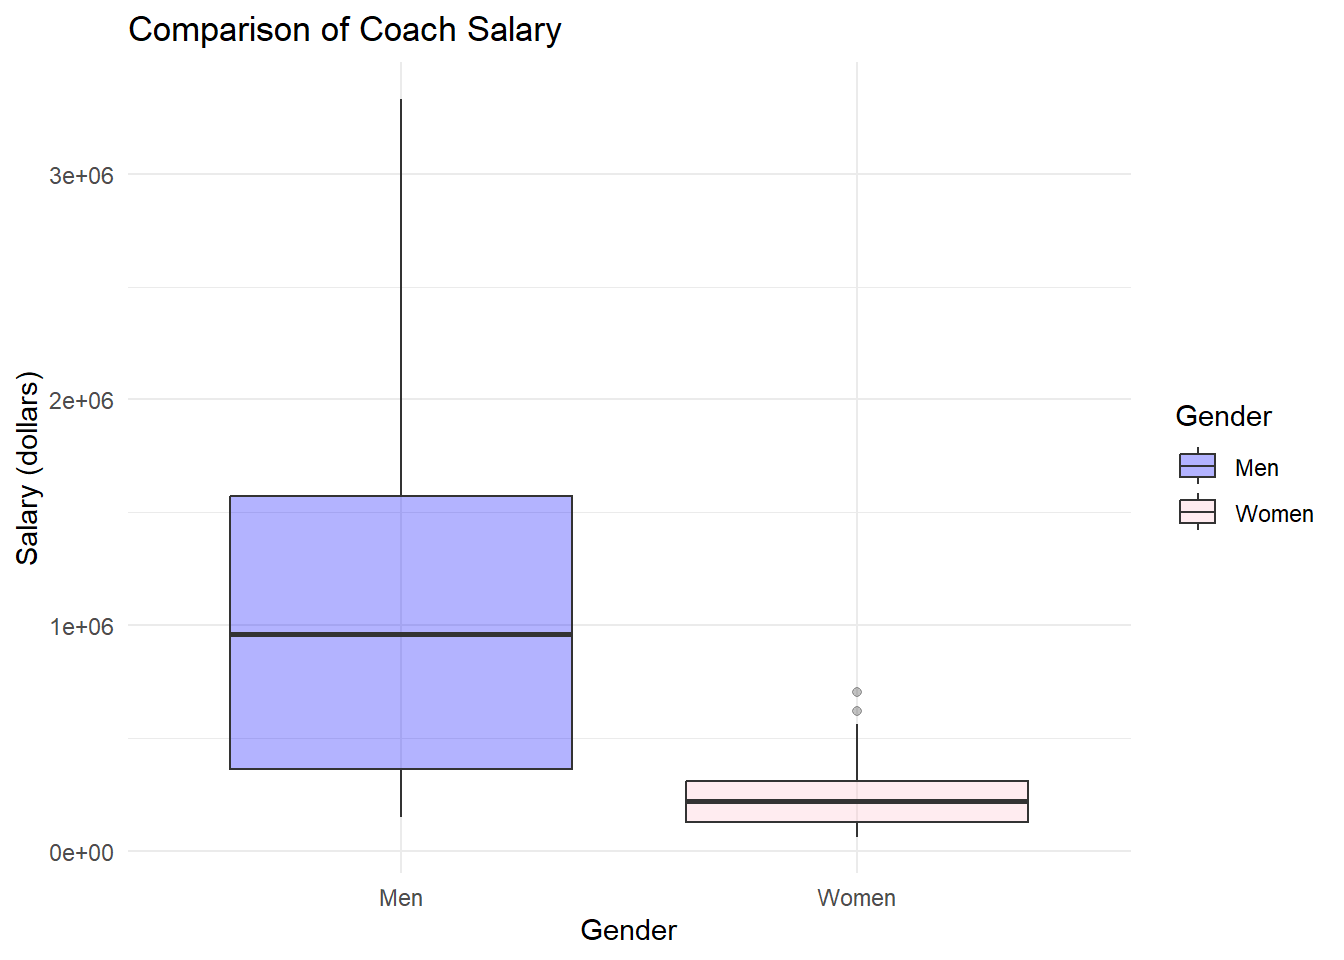 Comparison of Coach Salary
Salary (dollars)
3e+06
2e+06
1e+06
0e+00
Men
Women
Gender
Gender
Men
Women